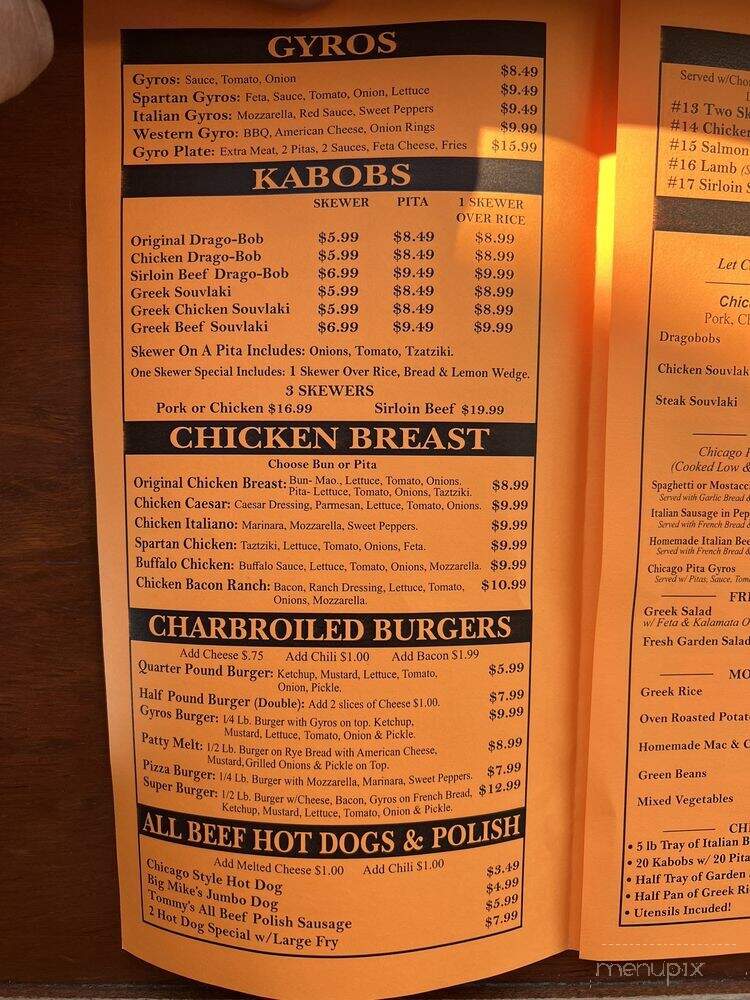 GYROS
Gyros: Sauce, Tomato, Onion $8.49
Spartan Gyros: Feta, Sauce, Tomato, Onion, Lettuce $9.49
Italian Gyros: Mozzarella, Red Sauce, Sweet Peppers $9.49
Western Gyro: BBQ, American Cheese, Onion Rings $9.99
Gyro Plate: Extra Meat, 2 Pitas, 2 Sauces, Feta Cheese, Fries $15.99
KABOBS
SKEWER PITA 1 SKEWER
OVER RICE
Original Drago-Bob $5.99 $8.49 $8.99
Chicken Drago-Bob $5.99 $8.49 $8.99
Sirloin Beef Drago-Bob $6.99 $9.49 $9.99
Greek Souvlaki $5.99 $8.49 $8.99
Greek Chicken Souvlaki $5.99 $8.49 $8.99
Greek Beef Souvlaki $6.99 $9.49 $9.99
Skewer On A Pita Includes: Onions, Tomato, Tzatziki.
One Skewer Special Includes: 1 Skewer Over Rice, Bread & Lemon Wedge.
3 SKEWERS
Pork or Chicken $16.99 Sirloin Beef $19.99
CHICKEN BREAST
Choose Bun or Pita
Original Chicken Breast: Bun- Mao., Lettuce, Tomato, Onions.
Pita- Lettuce, Tomato, Onions, Taztziki. $8.99
Chicken Caesar: Caesar Dressing, Parmesan, Lettuce, Tomato, Onions. $9.99
Chicken Italiano: Marinara, Mozzarella, Sweet Peppers. $9.99
Spartan Chicken: Taztziki, Lettuce, Tomato, Onions, Feta. $9.99
Buffalo Chicken: Buffalo Sauce, Lettuce, Tomato, Onions, Mozzarella. $9.99
Chicken Bacon Ranch: Bacon, Ranch Dressing, Lettuce, Tomato, $10.99
Onions, Mozzarella.
CHARBROILED BURGERS
Add Cheese $.75 Add Chili $1.00 Add Bacon $1.99
Quarter Pound Burger: Ketchup, Mustard, Lettuce, Tomato, $5.99
Onion, Pickle.
Half Pound Burger (Double): Add 2 slices of Cheese $1.00. $7.99
Gyros Burger: 1/4 Lb. Burger with Gyros on top. Ketchup, $9.99
Mustard, Lettuce, Tomato, Onion & Pickle.
Patty Melt: 1/2 Lb. Burger on Rye Bread with American Cheese, $8.99
Mustard,Grilled Onions & Pickle on Top.
Pizza Burger: 1/4 Lb. Burger with Mozzarella, Marinara, Sweet Peppers. $7.99
Super Burger: 1/2 Lb. Burger w/Cheese, Bacon, Gyros on French Bread, $12.99
Ketchup, Mustard, Lettuce, Tomato, Onion & Pickle.
ALL BEEF HOT DOGS & POLISH
Add Melted Cheese $1.00 Add Chili $1.00
Chicago Style Hot Dog $3.49
Big Mike's Jumbo Dog $4.99
Tommy's All Beef Polish Sausage $5.99
2 Hot Dog Special w/Large Fry $7.99
Served w/Cho
#13 Two Sk
#14 Chicken
#15 Salmon
#16 Lamb (S
#17 Sirloin S
Let C
Chic
Pork, Ch
Dragobobs
Chicken Souvlak
Steak Souvlaki
Chicago
(Cooked Low &
Spaghetti or Mostacc
Served with Garlic Bread &
Italian Sausage in Pep
Served with French Bread &
Homemade Italian Bee
Served with French Bread &
Chicago Pita Gyros
Served w/ Pitas, Sauce, Tom
FRE
Greek Salad
w/ Feta & Kalamata O
Fresh Garden Salad
MO
Greek Rice
Oven Roasted Potat
Homemade Mac & C
Green Beans
Mixed Vegetables
CHI
• 5 lb Tray of Italian B
• 20 Kabobs w/ 20 Pita
• Half Tray of Garden
• Half Pan of Greek Ri
• Utensils Incuded!
menupix